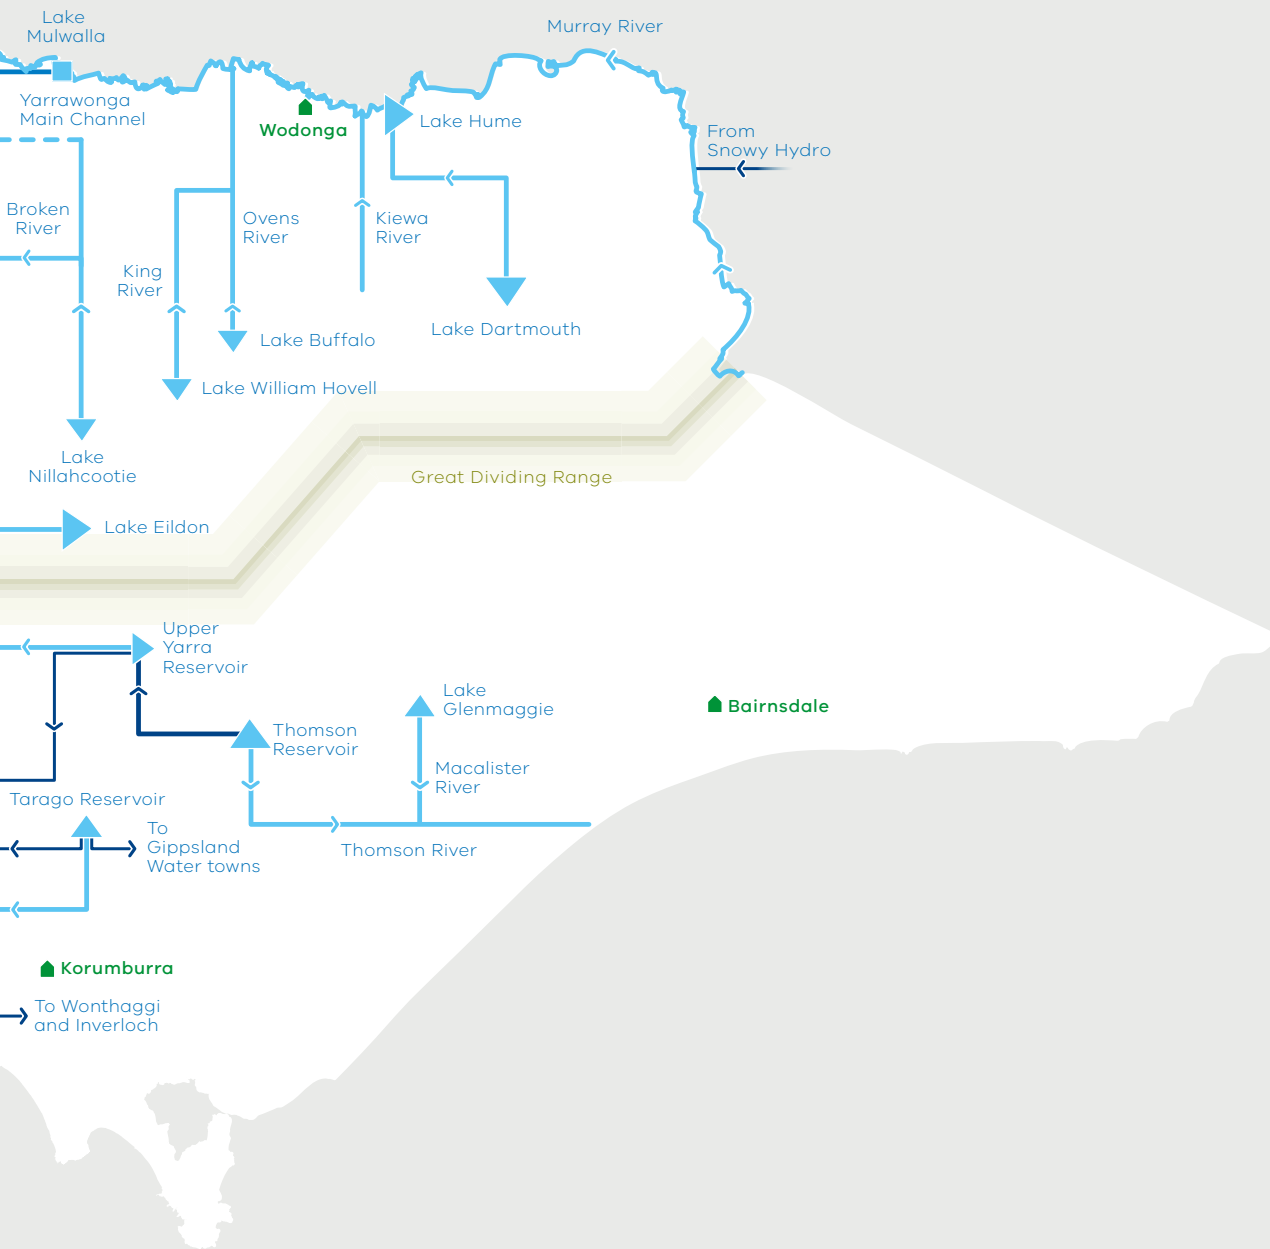 Lake
Mulwalla
Murray River
Yarrawonga
Main Channel
Wodonga
Lake Hume
From
Snowy Hydro
Broken
River
Ovens
River
Kiewa
River
King
River
Lake Buffalo
Lake Dartmouth
Lake William Hovell
Lake
Nillahcootie
Great Dividing Range
Lake Eildon
Upper
Yarra
Reservoir
Lake
Glenmaggie
Bairnsdale
Thomson
Reservoir
Macalister
River
Tarago Reservoir
To
Gippsland
Water towns
Thomson River
Korumburra
To Wonthaggi
and Inverloch